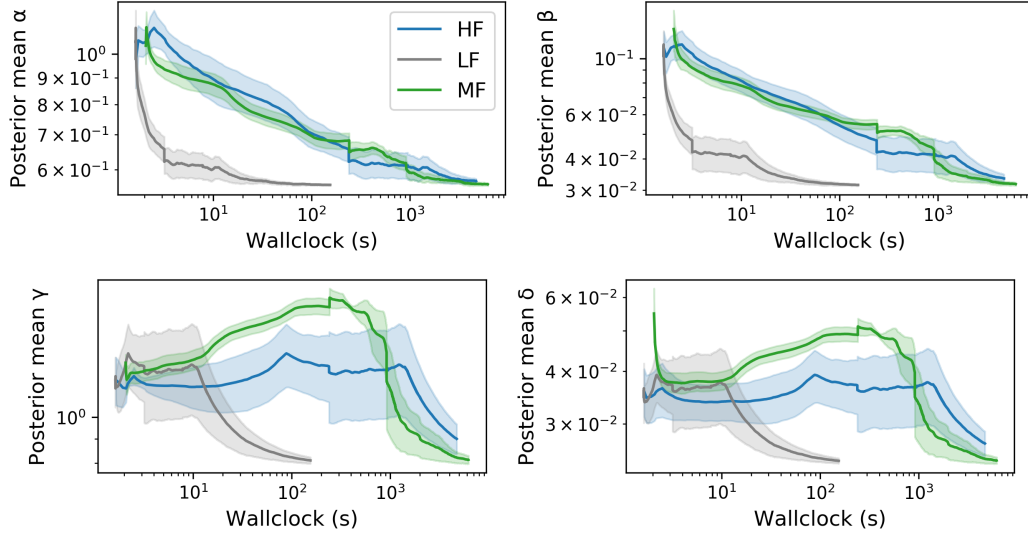 Posterior mean α
10⁰
9 × 10⁻¹
8 × 10⁻¹
7 × 10⁻¹
6 × 10⁻¹
10¹
10²
10³
Wallclock (s)
HF
LF
MF
Posterior mean β
10⁻¹
6 × 10⁻²
4 × 10⁻²
3 × 10⁻²
10¹
10²
10³
Wallclock (s)
Posterior mean γ
10⁰
10¹
10²
10³
Wallclock (s)
Posterior mean δ
6 × 10⁻²
4 × 10⁻²
3 × 10⁻²
10¹
10²
10³
Wallclock (s)